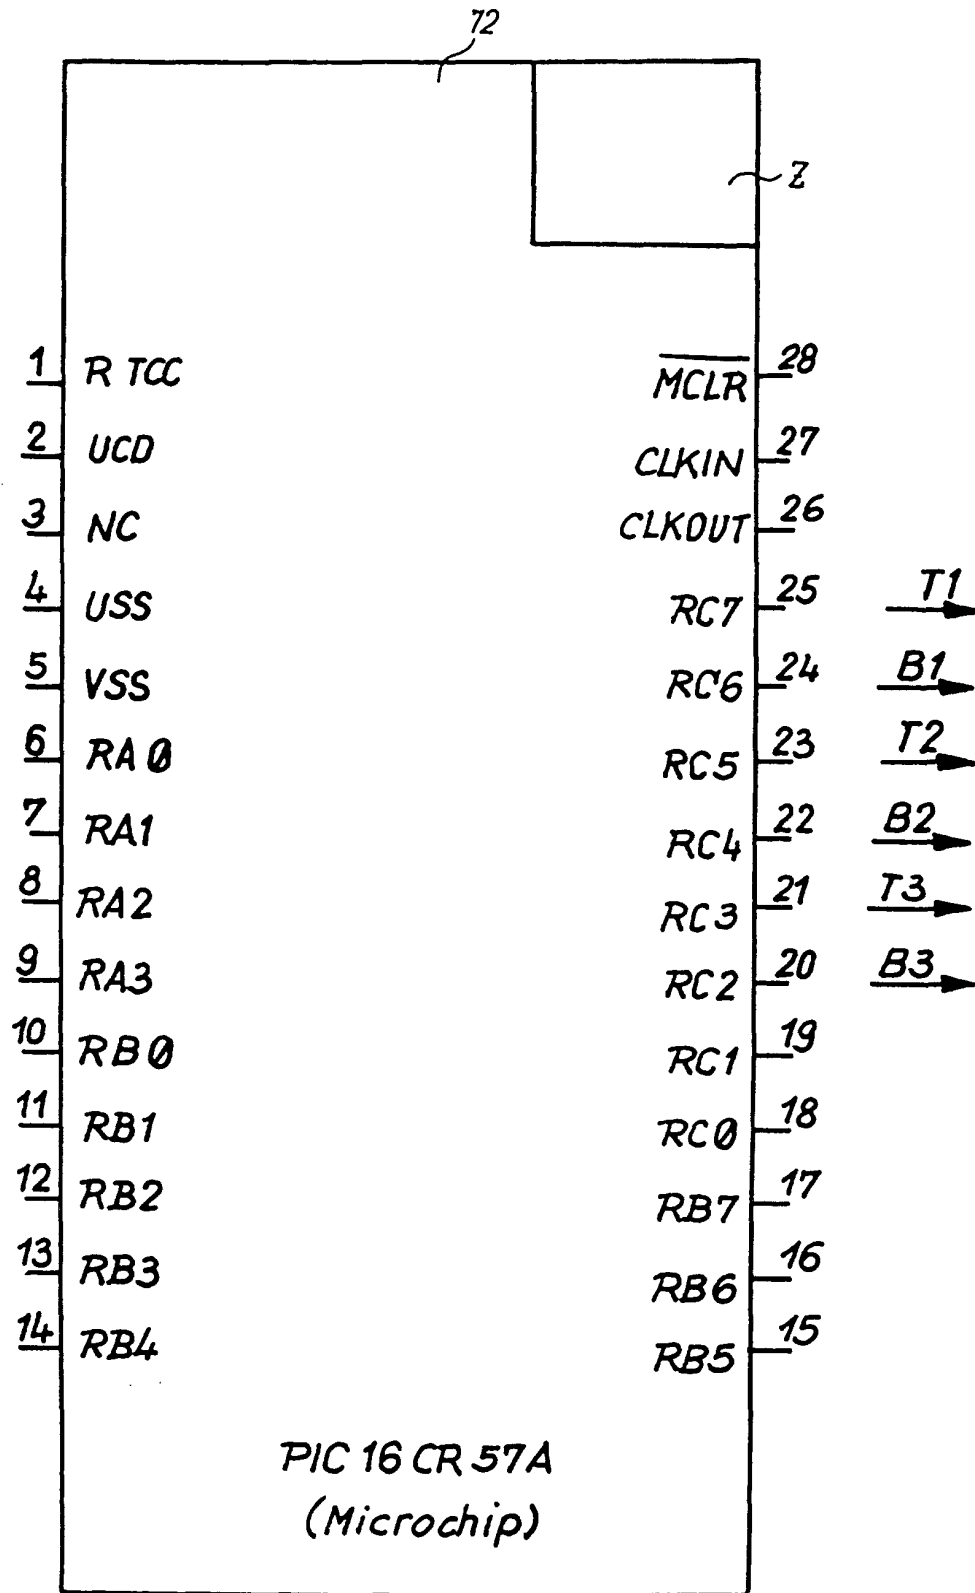 72
Z
1 RTCC
2 UCD
3 NC
4 USS
5 VSS
6 RA0
7 RA1
8 RA2
9 RA3
10 RB0
11 RB1
12 RB2
13 RB3
14 RB4
MCLR 28
CLKIN 27
CLKOUT 26
RC7 25 T1
RC6 24 B1
RC5 23 T2
RC4 22 B2
RC3 21 T3
RC2 20 B3
RC1 19
RC0 18
RB7 17
RB6 16
RB5 15
PIC 16 CR 57A
(Microchip)